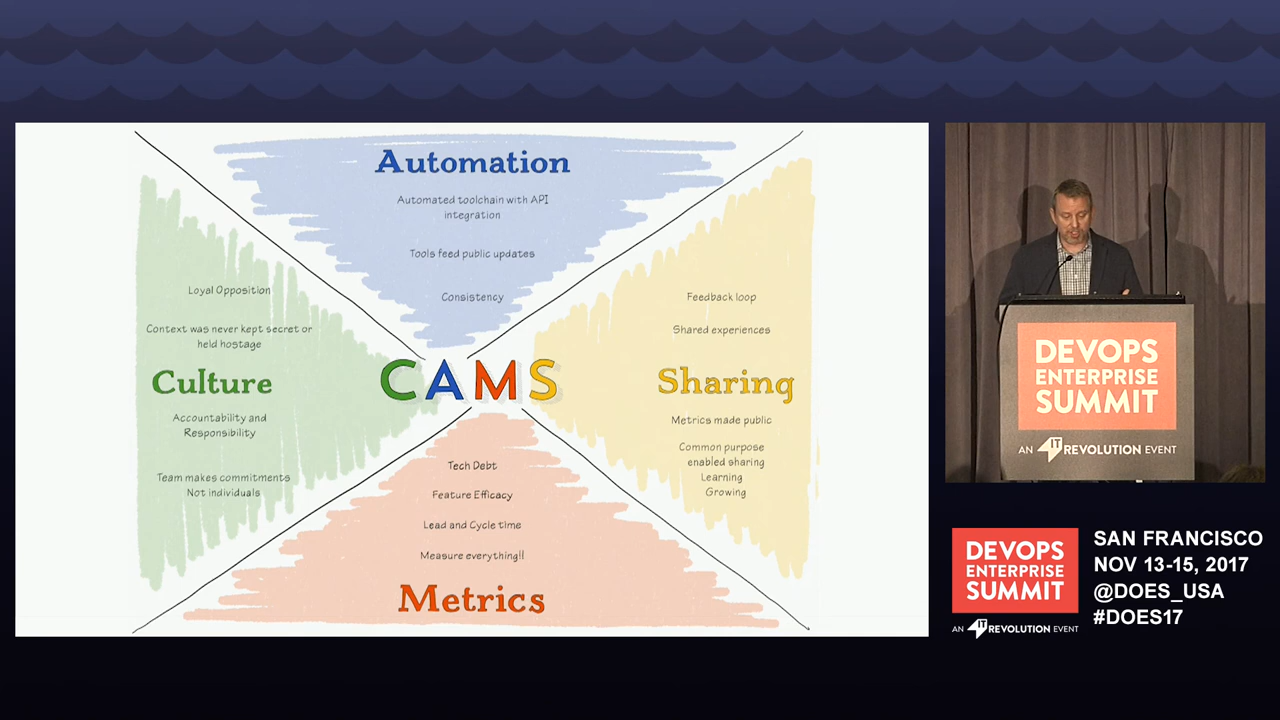 Automation
Automated toolchain with API
integration
Tools feed public updates
Consistency
Loyal Opposition
Context was never kept secret or
held hostage
Culture
Accountability and
Responsibility
Team makes commitments
Not individuals
CAMS
Feedback loop
Shared experiences
Sharing
Metrics made public
Common purpose
enabled sharing
Learning
Growing
Tech Debt
Feature Efficacy
Lead and Cycle time
Measure everything!!
Metrics
DEVOPS
ENTERPRISE
SUMMIT
AN IT REVOLUTION EVENT
DEVOPS
ENTERPRISE
SUMMIT
AN IT REVOLUTION EVENT
SAN FRANCISCO
NOV 13-15, 2017
@DOES_USA
#DOES17